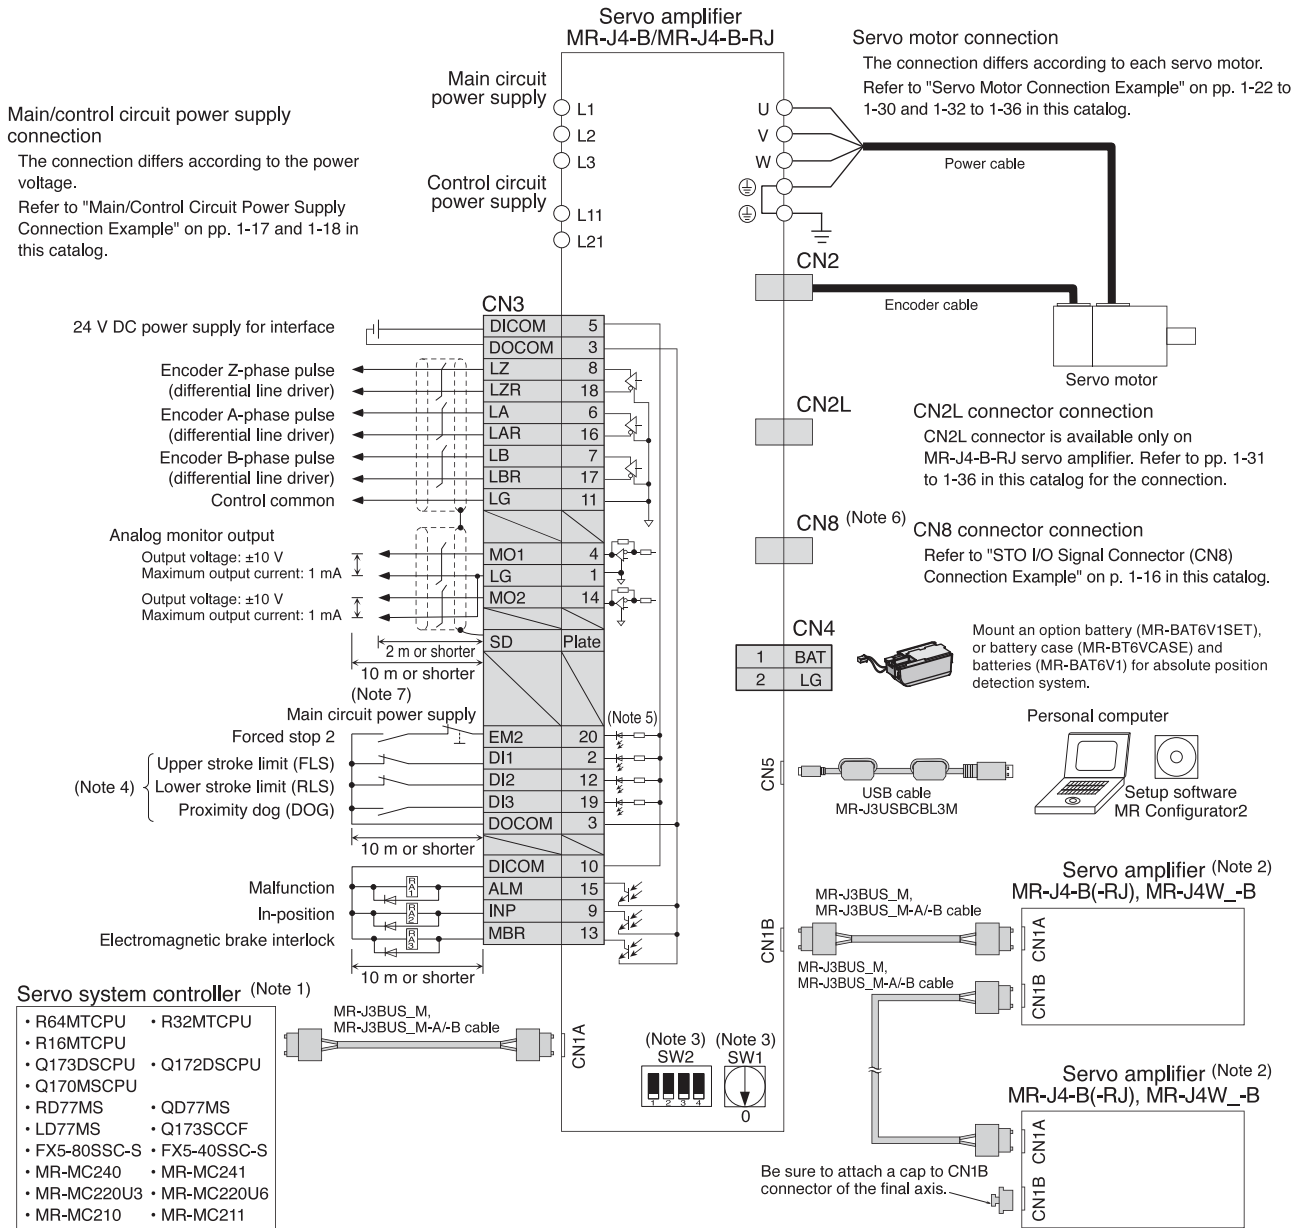 Servo amplifier
MR-J4-B/MR-J4-B-RJ
Main circuit
power supply
L1
L2
L3
Control circuit
power supply
L11
L21
Main/control circuit power supply
connection
The connection differs according to the power
voltage.
Refer to "Main/Control Circuit Power Supply
Connection Example" on pp. 1-17 and 1-18 in
this catalog.
U
V
W
Servo motor connection
The connection differs according to each servo motor.
Refer to "Servo Motor Connection Example" on pp. 1-22 to
1-30 and 1-32 to 1-36 in this catalog.
Power cable
CN2
Encoder cable
Servo motor
CN3
24 V DC power supply for interface
DICOM 5
DOCOM 3
Encoder Z-phase pulse
(differential line driver)
LZ 8
LZR 18
Encoder A-phase pulse
(differential line driver)
LA 6
LAR 16
Encoder B-phase pulse
(differential line driver)
LB 7
LBR 17
Control common
LG 11
Analog monitor output
Output voltage: ±10 V
Maximum output current: 1 mA
MO1 4
LG 1
Output voltage: ±10 V
Maximum output current: 1 mA
MO2 14
2 m or shorter
SD Plate
10 m or shorter
(Note 7)
Main circuit power supply
(Note 5)
Forced stop 2
EM2 20
(Note 4)
Upper stroke limit (FLS)
DI1 2
Lower stroke limit (RLS)
DI2 12
Proximity dog (DOG)
DI3 19
DOCOM 3
10 m or shorter
DICOM 10
Malfunction
RA1
ALM 15
In-position
RA2
INP 9
Electromagnetic brake interlock
RA3
MBR 13
10 m or shorter
CN2L
CN2L connector connection
CN2L connector is available only on
MR-J4-B-RJ servo amplifier. Refer to pp. 1-31
to 1-36 in this catalog for the connection.
CN8 (Note 6)
CN8 connector connection
Refer to "STO I/O Signal Connector (CN8)
Connection Example" on p. 1-16 in this catalog.
CN4
1 BAT
2 LG
Mount an option battery (MR-BAT6V1SET),
or battery case (MR-BT6VCASE) and
batteries (MR-BAT6V1) for absolute position
detection system.
CN5
USB cable
MR-J3USBCBL3M
Personal computer
Setup software
MR Configurator2
Servo amplifier (Note 2)
MR-J4-B(-RJ), MR-J4W_-B
CN1B
MR-J3BUS_M,
MR-J3BUS_M-A/-B cable
CN1A
MR-J3BUS_M,
MR-J3BUS_M-A/-B cable
CN1B
Servo amplifier (Note 2)
MR-J4-B(-RJ), MR-J4W_-B
CN1A
Be sure to attach a cap to CN1B
connector of the final axis.
CN1B
Servo system controller (Note 1)
• R64MTCPU • R32MTCPU
• R16MTCPU
• Q173DSCPU • Q172DSCPU
• Q170MSCPU
• RD77MS • QD77MS
• LD77MS • Q173SCCF
• FX5-80SSC-S • FX5-40SSC-S
• MR-MC240 • MR-MC241
• MR-MC220U3 • MR-MC220U6
• MR-MC210 • MR-MC211
MR-J3BUS_M,
MR-J3BUS_M-A/-B cable
CN1A
(Note 3) (Note 3)
SW2 SW1
1 2 3 4
0